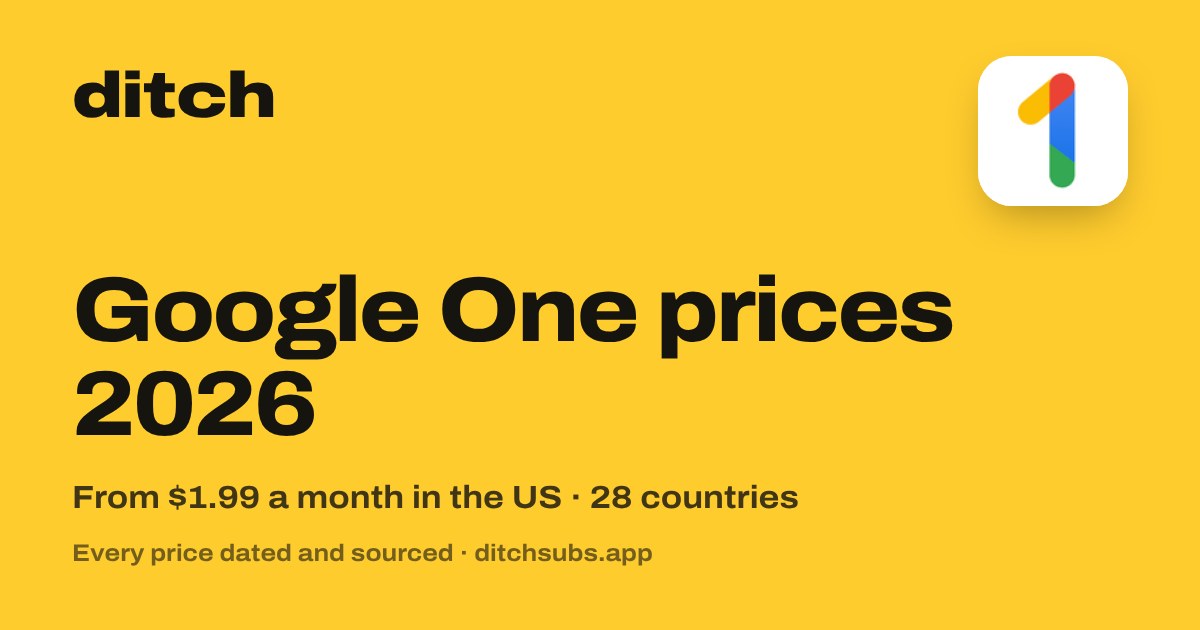 ditch
Google One prices
2026
From $1.99 a month in the US · 28 countries
Every price dated and sourced · ditchsubs.app